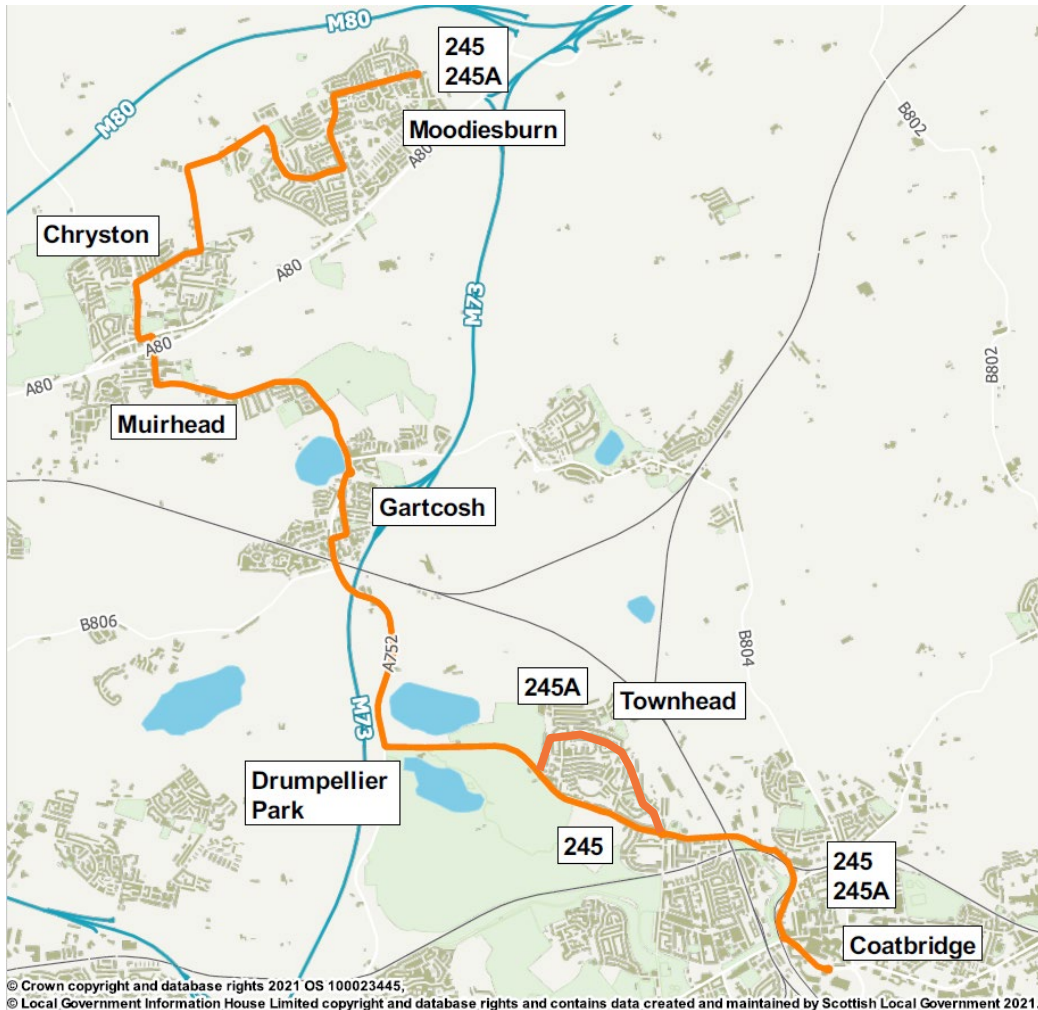 M80
245
245A
B802
Moodiesburn
M80
A80
Chryston
A80
M73
A80
B802
A80
Muirhead
Gartcosh
B806
B804
A752
245A
Townhead
M73
Drumpellier
Park
245
245
245A
Coatbridge
© Crown copyright and database rights 2021 OS 100023445,
© Local Government Information House Limited copyright and database rights and contains data created and maintained by Scottish Local Government 2021.